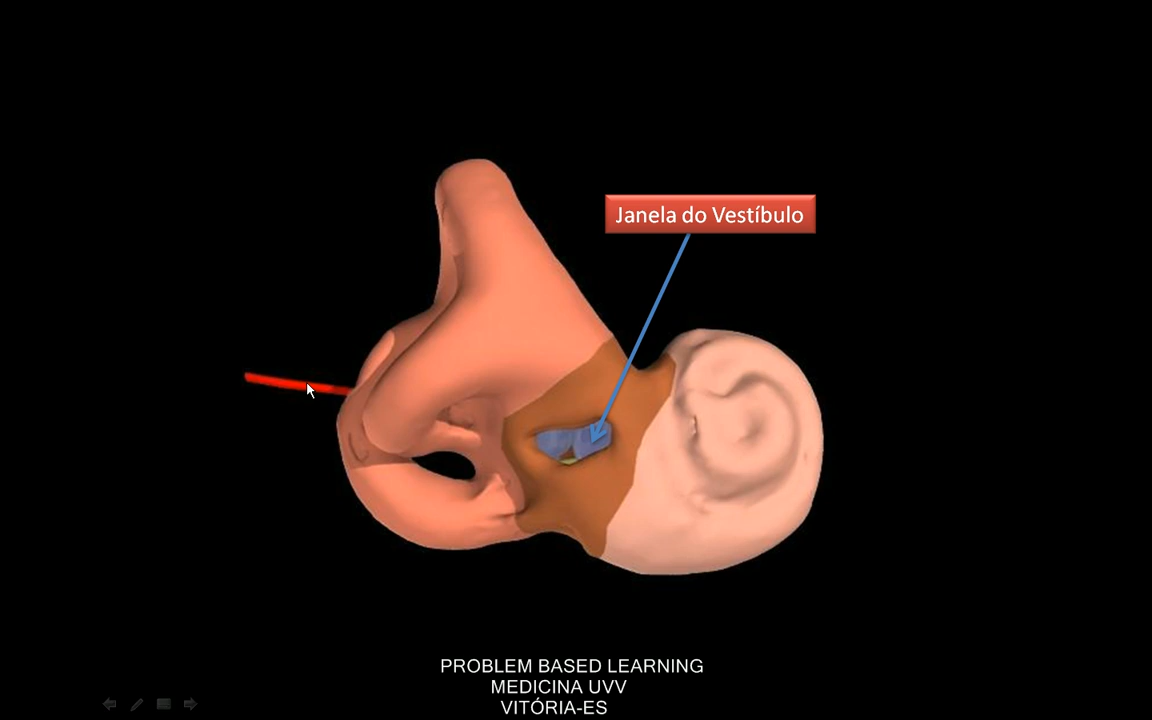 Janela do Vestíbulo
PROBLEM BASED LEARNING
MEDICINA UVV
VITÓRIA-ES